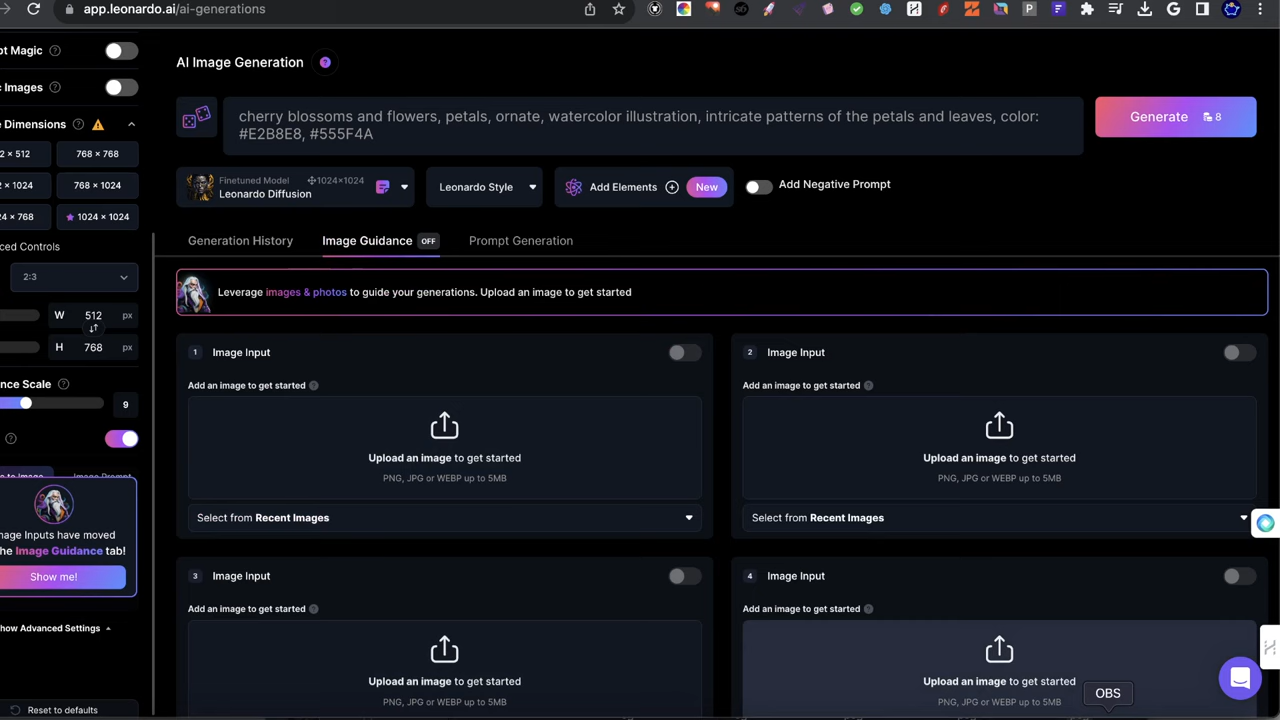 app.leonardo.ai/ai-generations
pt Magic
c Images
e Dimensions
2 × 512
768 × 768
2 × 1024
768 × 1024
24 × 768
1024 × 1024
ced Controls
2:3
W 512 px
H 768 px
nce Scale
9
Image Prompt
mage Inputs have moved
the Image Guidance tab!
Show me!
how Advanced Settings
Reset to defaults
AI Image Generation
cherry blossoms and flowers, petals, ornate, watercolor illustration, intricate patterns of the petals and leaves, color:
#E2B8E8, #555F4A
Generate 8
Finetuned Model 1024×1024
Leonardo Diffusion
Leonardo Style
Add Elements New
Add Negative Prompt
Generation History
Image Guidance OFF
Prompt Generation
Leverage images & photos to guide your generations. Upload an image to get started
1 Image Input
Add an image to get started
Upload an image to get started
PNG, JPG or WEBP up to 5MB
Select from Recent Images
2 Image Input
Add an image to get started
Upload an image to get started
PNG, JPG or WEBP up to 5MB
Select from Recent Images
3 Image Input
Add an image to get started
Upload an image to get started
PNG, JPG or WEBP up to 5MB
4 Image Input
Add an image to get started
Upload an image to get started
PNG, JPG or WEBP up to 5MB
OBS